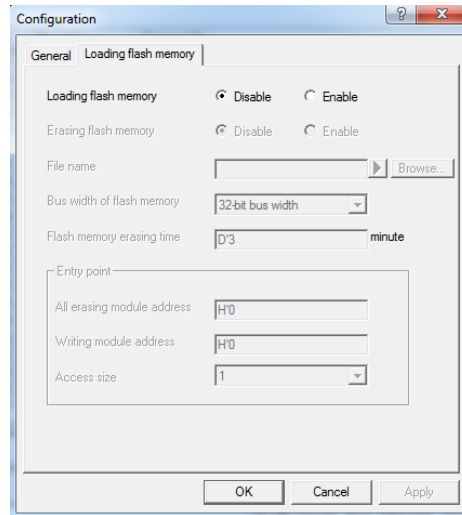 Configuration
General Loading flash memory
Loading flash memory Disable Enable
Erasing flash memory Disable Enable
File name Browse...
Bus width of flash memory 32-bit bus width
Flash memory erasing time D'3 minute
Entry point
All erasing module address H'0
Writing module address H'0
Access size 1
OK Cancel Apply